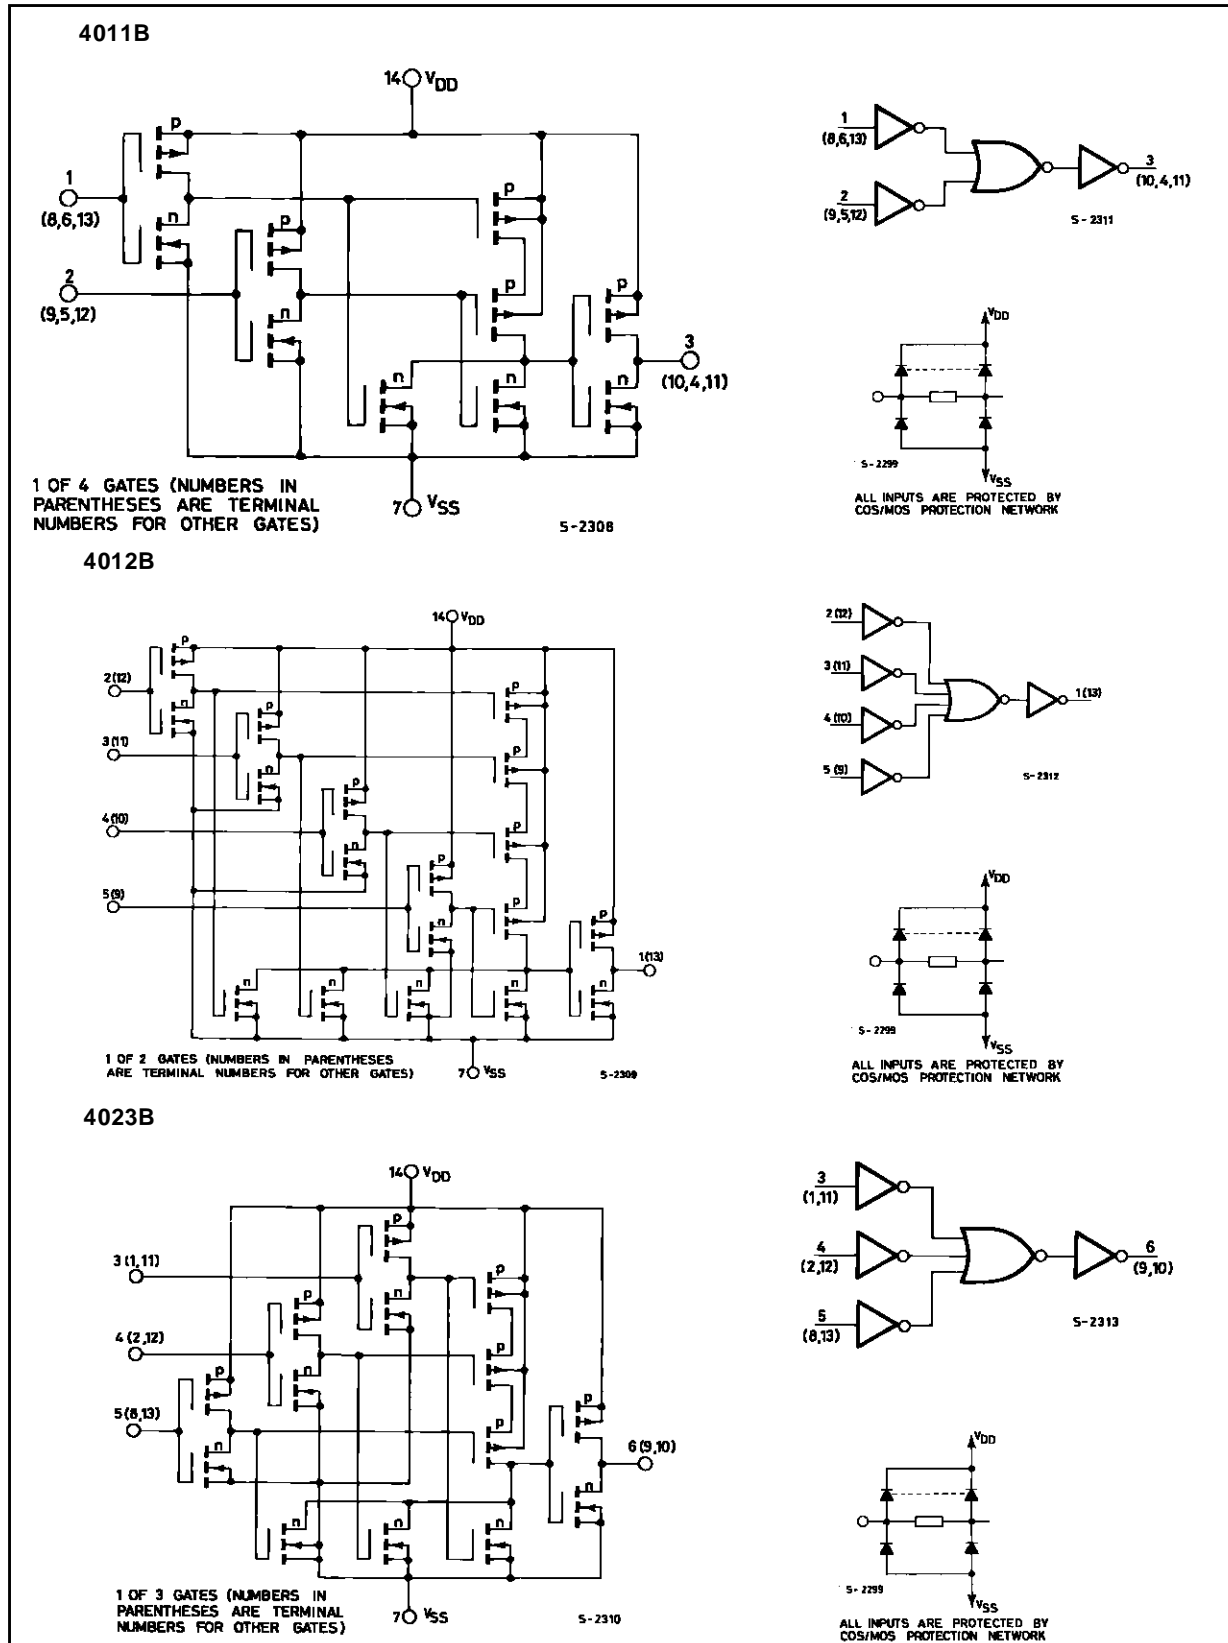 4011B
14 VDD
p
1
(8,6,13)
n
p
p
2
(9,5,12)
n
p
p
3
(10,4,11)
n
n
n
7 VSS
1 OF 4 GATES (NUMBERS IN
PARENTHESES ARE TERMINAL
NUMBERS FOR OTHER GATES)
S-2308
1
(8,6,13)
2
(9,5,12)
3
(10,4,11)
S-2311
VDD
S-2299
VSS
ALL INPUTS ARE PROTECTED BY
COS/MOS PROTECTION NETWORK
4012B
14 VDD
p
2(12)
n
p
p
3(11)
n
p
p
4(10)
n
p
p
5(9)
n
p
p
1(13)
n
n
n
n
n
7 VSS
1 OF 2 GATES (NUMBERS IN PARENTHESES
ARE TERMINAL NUMBERS FOR OTHER GATES)
S-2309
2(12)
3(11)
4(10)
5(9)
1(13)
S-2312
VDD
S-2299
VSS
ALL INPUTS ARE PROTECTED BY
COS/MOS PROTECTION NETWORK
4023B
14 VDD
p
3(1,11)
n
p
p
4(2,12)
n
p
p
5(8,13)
n
p
p
6(9,10)
n
n
n
n
7 VSS
1 OF 3 GATES (NUMBERS IN
PARENTHESES ARE TERMINAL
NUMBERS FOR OTHER GATES)
S-2310
3
(1,11)
4
(2,12)
5
(8,13)
6
(9,10)
S-2313
VDD
S-2299
VSS
ALL INPUTS ARE PROTECTED BY
COS/MOS PROTECTION NETWORK